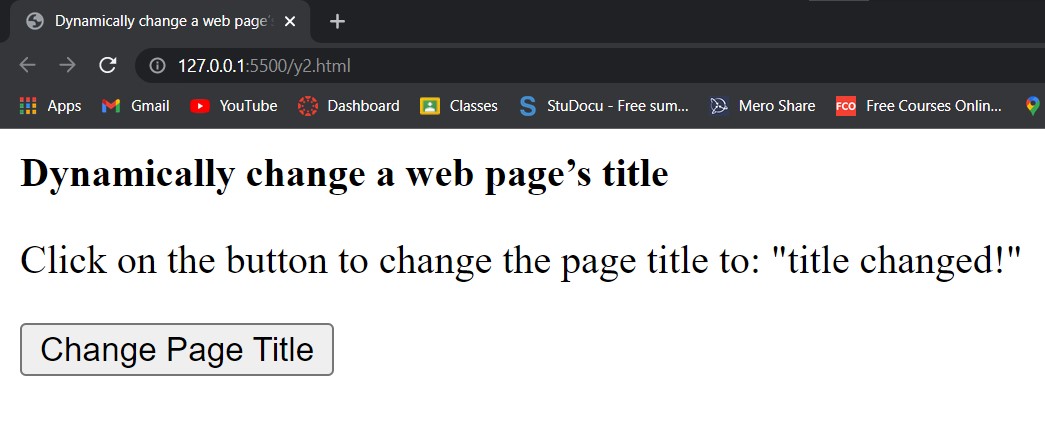 Dynamically change a web page's
127.0.0.1:5500/y2.html
Apps Gmail YouTube Dashboard Classes StuDocu - Free sum... Mero Share FCO Free Courses Onlin...
Dynamically change a web page’s title
Click on the button to change the page title to: "title changed!"
Change Page Title